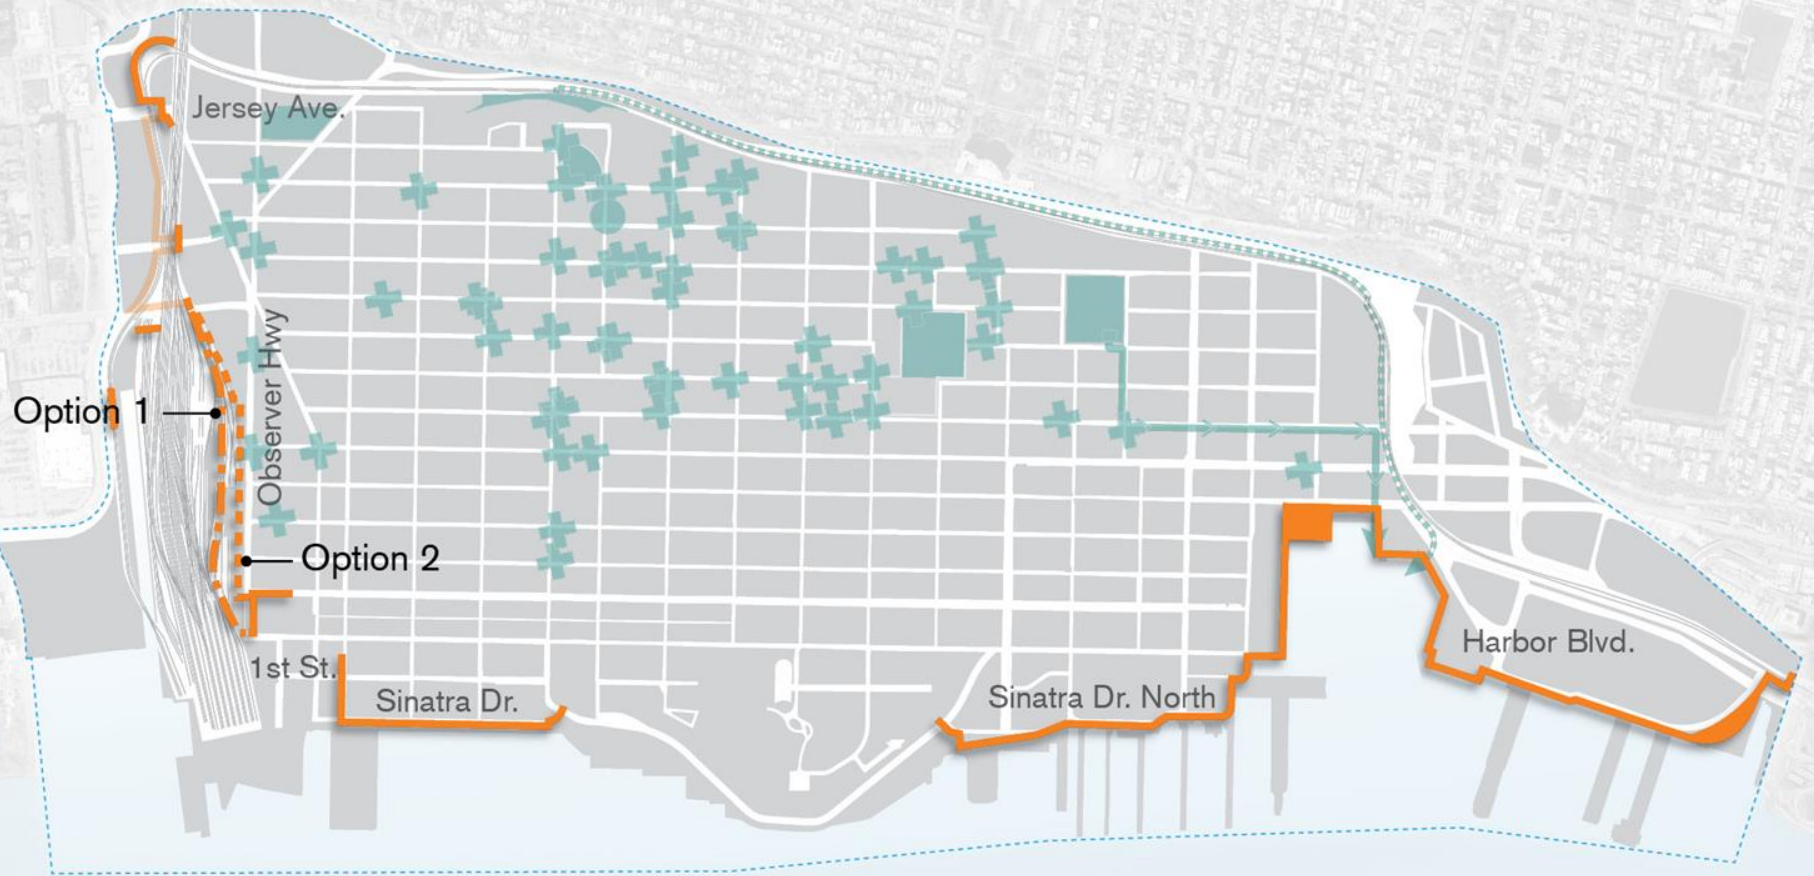 Jersey Ave.
Observer Hwy
Option 1
Option 2
1st St.
Sinatra Dr.
Sinatra Dr. North
Harbor Blvd.